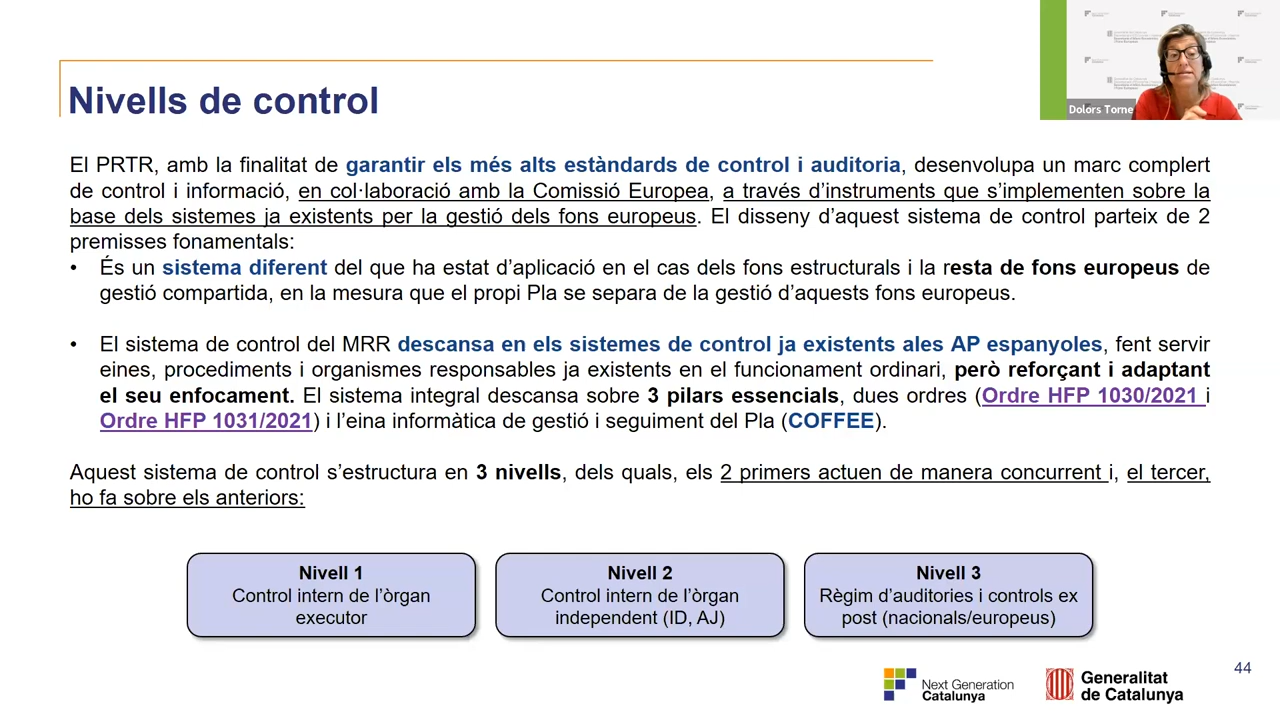 Dolors Torne
Nivells de control
El PRTR, amb la finalitat de garantir els més alts estàndards de control i auditoria, desenvolupa un marc complert
de control i informació, en col·laboració amb la Comissió Europea, a través d’instruments que s’implementen sobre la
base dels sistemes ja existents per la gestió dels fons europeus. El disseny d’aquest sistema de control parteix de 2
premisses fonamentals:
• És un sistema diferent del que ha estat d’aplicació en el cas dels fons estructurals i la resta de fons europeus de
gestió compartida, en la mesura que el propi Pla se separa de la gestió d’aquests fons europeus.
• El sistema de control del MRR descansa en els sistemes de control ja existents ales AP espanyoles, fent servir
eines, procediments i organismes responsables ja existents en el funcionament ordinari, però reforçant i adaptant
el seu enfocament. El sistema integral descansa sobre 3 pilars essencials, dues ordres (Ordre HFP 1030/2021 i
Ordre HFP 1031/2021) i l’eina informàtica de gestió i seguiment del Pla (COFFEE).
Aquest sistema de control s’estructura en 3 nivells, dels quals, els 2 primers actuen de manera concurrent i, el tercer,
ho fa sobre els anteriors:
Nivell 1
Control intern de l’òrgan
executor
Nivell 2
Control intern de l’òrgan
independent (ID, AJ)
Nivell 3
Règim d’auditories i controls ex
post (nacionals/europeus)
44
Next Generation
Catalunya
Generalitat
de Catalunya